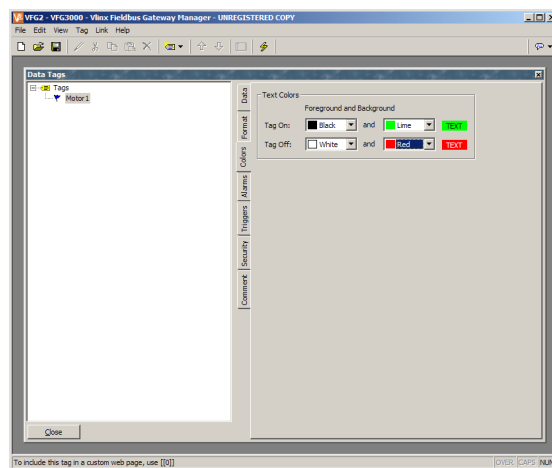 VFG2 - VFG3000 - Vlinx Fieldbus Gateway Manager - UNREGISTERED COPY
File Edit View Tag Link Help
Data Tags
Tags
Motor1
Data
Format
Colors
Alarms
Triggers
Security
Comment
Text Colors
Foreground and Background
Tag On: Black and Lime TEXT
Tag Off: White and Red TEXT
Close
To include this tag in a custom web page, use [[0]] OVER CAPS NUM